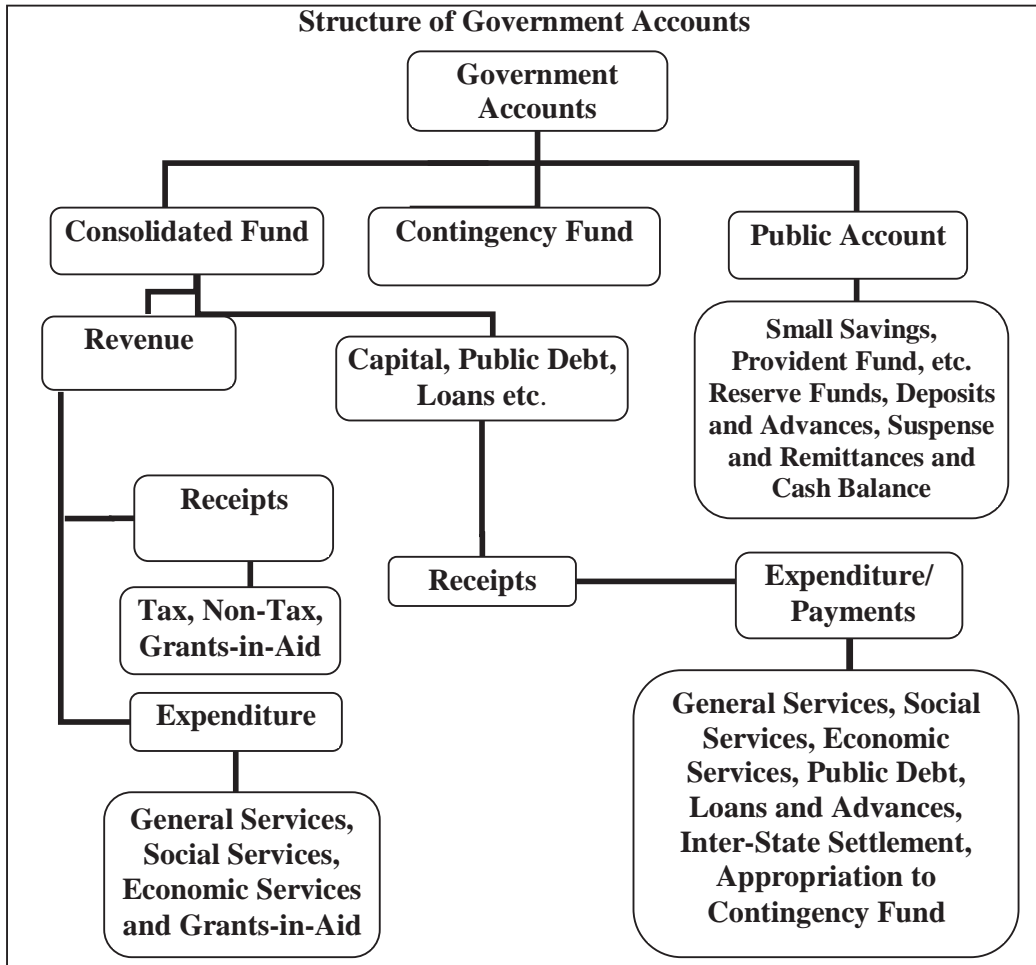 Structure of Government Accounts
Government
Accounts
Consolidated Fund
Contingency Fund
Public Account
Revenue
Capital, Public Debt,
Loans etc.
Small Savings,
Provident Fund, etc.
Reserve Funds, Deposits
and Advances, Suspense
and Remittances and
Cash Balance
Receipts
Tax, Non-Tax,
Grants-in-Aid
Expenditure
General Services,
Social Services,
Economic Services
and Grants-in-Aid
Receipts
Expenditure/
Payments
General Services, Social
Services, Economic
Services, Public Debt,
Loans and Advances,
Inter-State Settlement,
Appropriation to
Contingency Fund